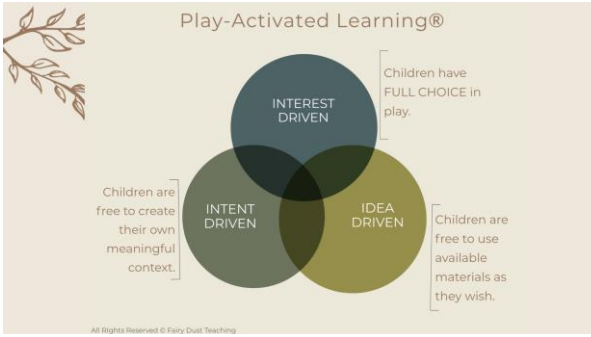 Play-Activated Learning®
INTEREST
DRIVEN
Children have
FULL CHOICE in
play.
Children are
free to create
their own
meaningful
context.
INTENT
DRIVEN
IDEA
DRIVEN
Children are
free to use
available
materials as
they wish.
All Rights Reserved © Fairy Dust Teaching